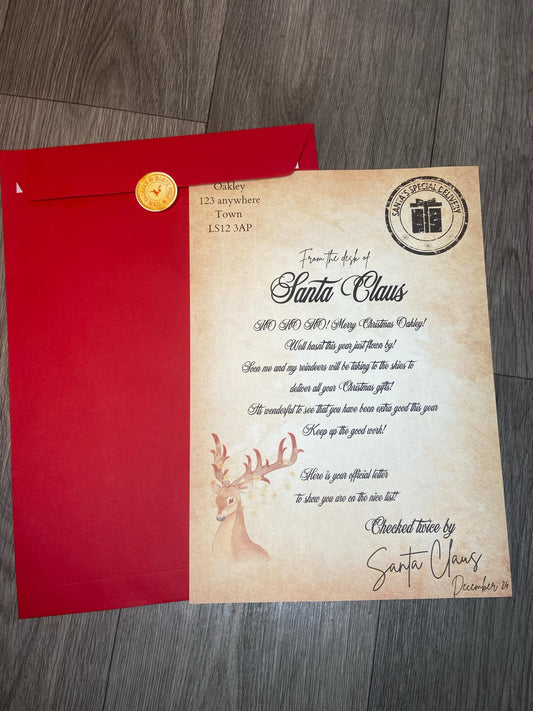 Oakley
123 anywhere
Town
LS12 3AP
SANTA'S SPECIAL DELIVERY
From the desk of
Santa Claus
HO HO HO! Merry Christmas Oakley!
Well hasnt this year just flown by!
Soon me and my reindeers will be taking to the skies to
deliver all your Christmas gifts!
Its wonderful to see that you have been extra good this year
Keep up the good work!
Here is your official letter
to show you are on the nice list!
Checked twice by
Santa Claus
December 24